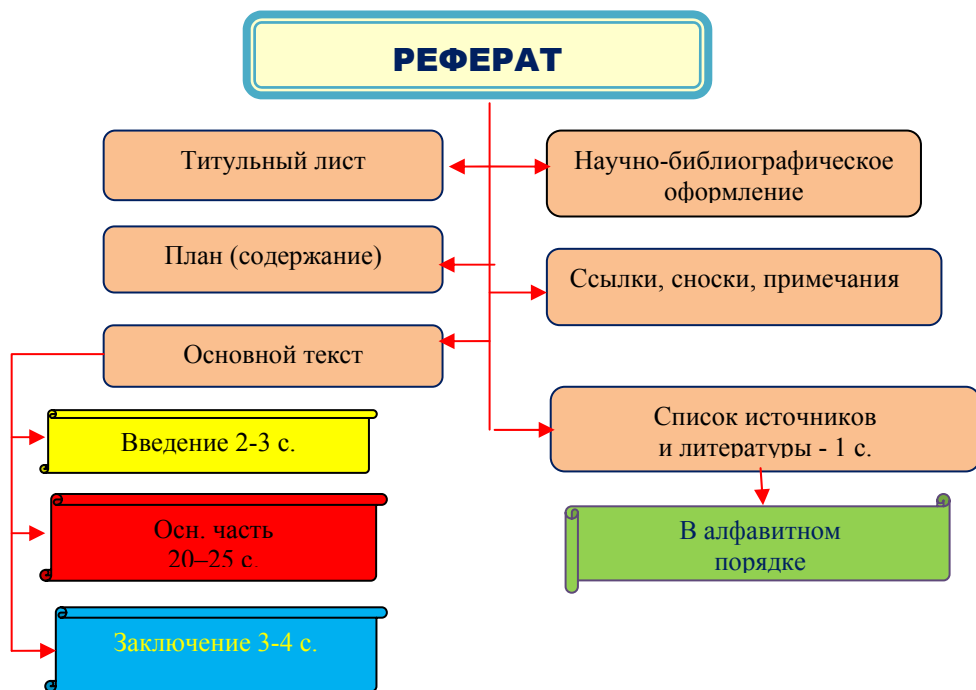 РЕФЕРАТ
Титульный лист
Научно-библиографическое
оформление
План (содержание)
Ссылки, сноски, примечания
Основной текст
Список источников
и литературы - 1 с.
Введение 2-3 с.
Осн. часть
20–25 с.
В алфавитном
порядке
Заключение 3-4 с.